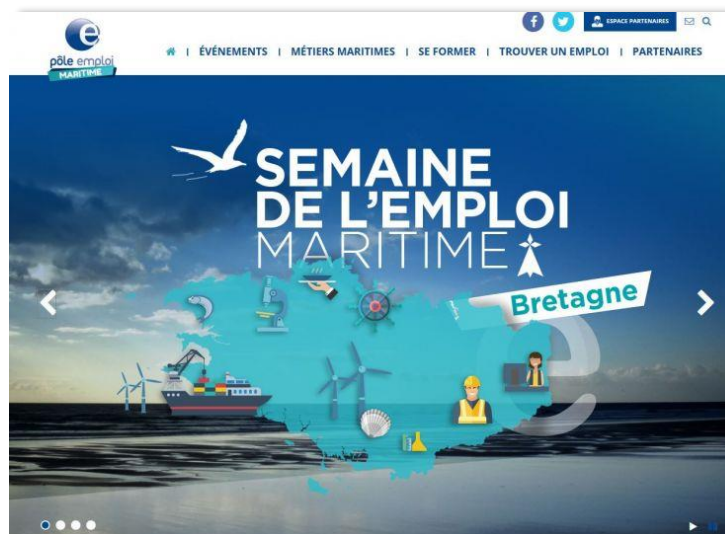 ESPACE PARTENAIRES
pôle emploi
MARITIME
ÉVÉNEMENTS | MÉTIERS MARITIMES | SE FORMER | TROUVER UN EMPLOI | PARTENAIRES
SEMAINE
DE L'EMPLOI
MARITIME
Bretagne